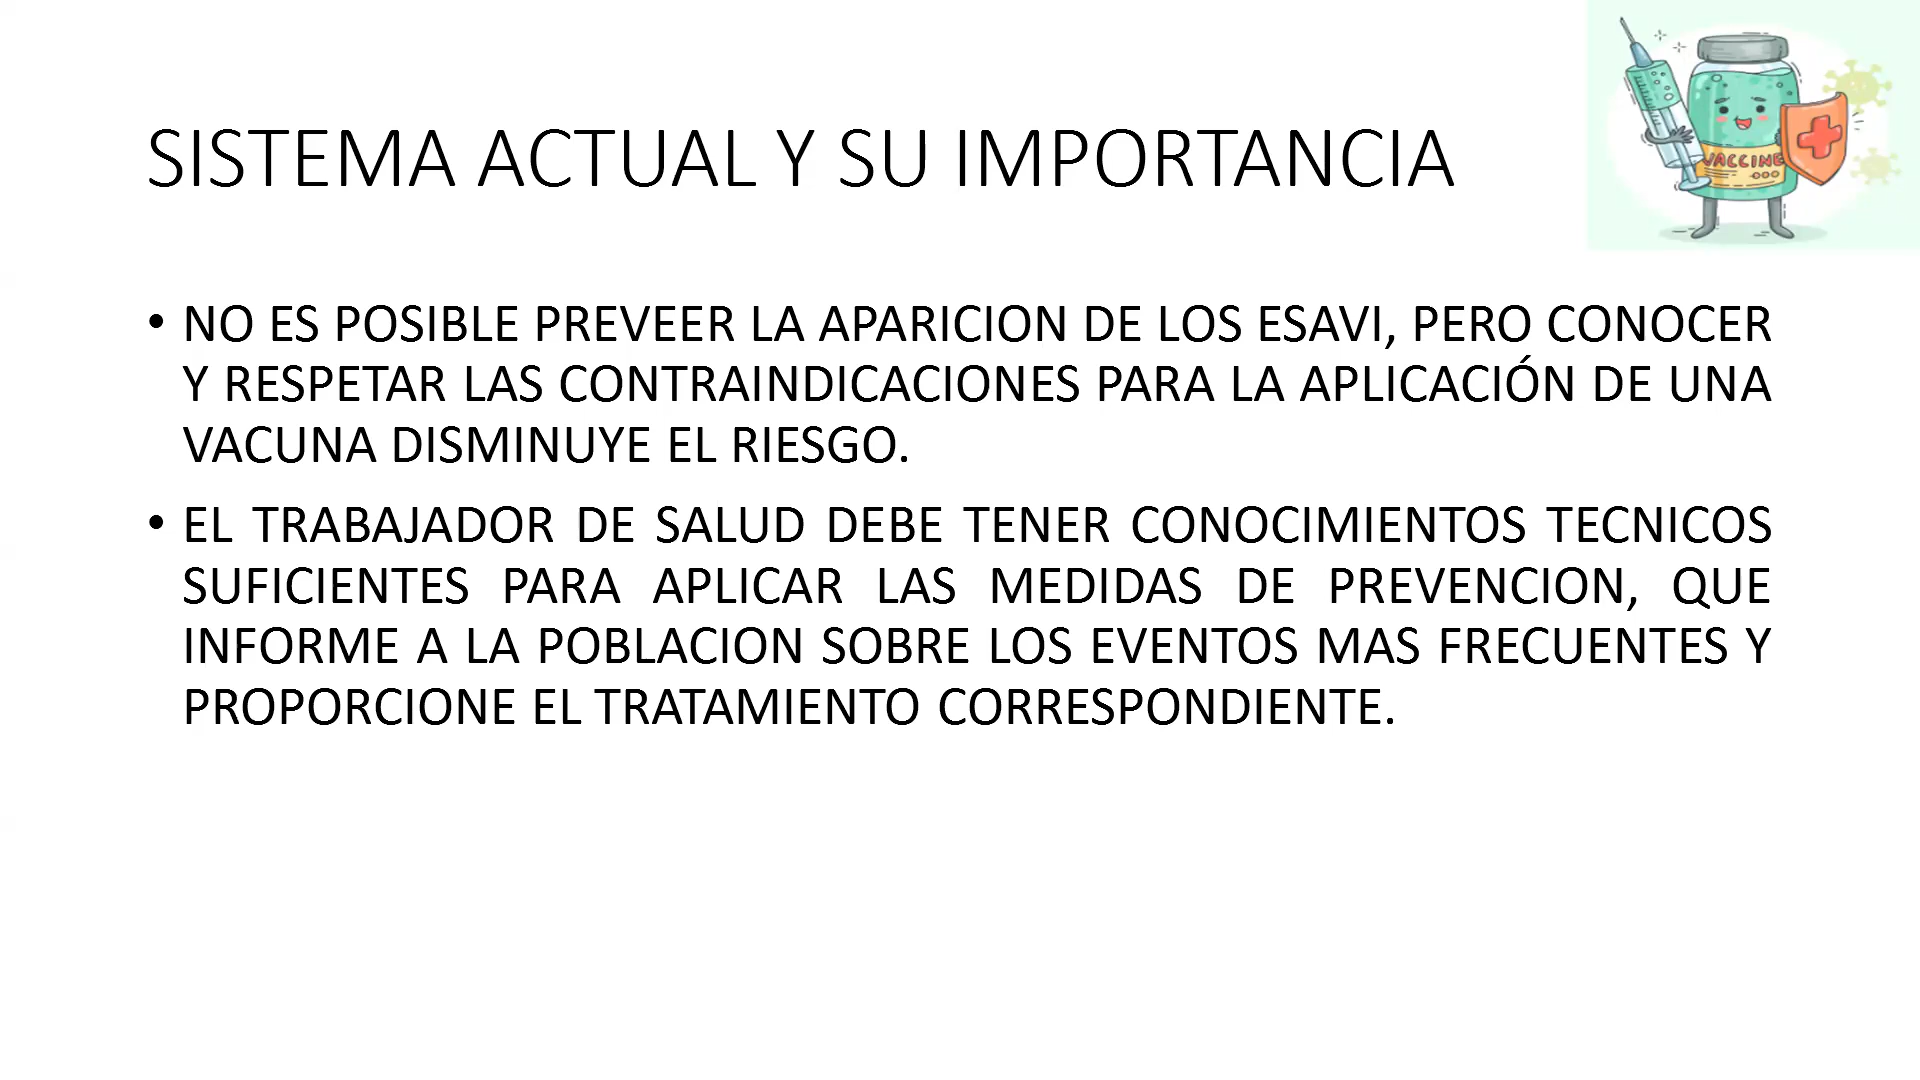 SISTEMA ACTUAL Y SU IMPORTANCIA
VACCINE
• NO ES POSIBLE PREVEER LA APARICION DE LOS ESAVI, PERO CONOCER
Y RESPETAR LAS CONTRAINDICACIONES PARA LA APLICACIÓN DE UNA
VACUNA DISMINUYE EL RIESGO.
• EL TRABAJADOR DE SALUD DEBE TENER CONOCIMIENTOS TECNICOS
SUFICIENTES PARA APLICAR LAS MEDIDAS DE PREVENCION, QUE
INFORME A LA POBLACION SOBRE LOS EVENTOS MAS FRECUENTES Y
PROPORCIONE EL TRATAMIENTO CORRESPONDIENTE.